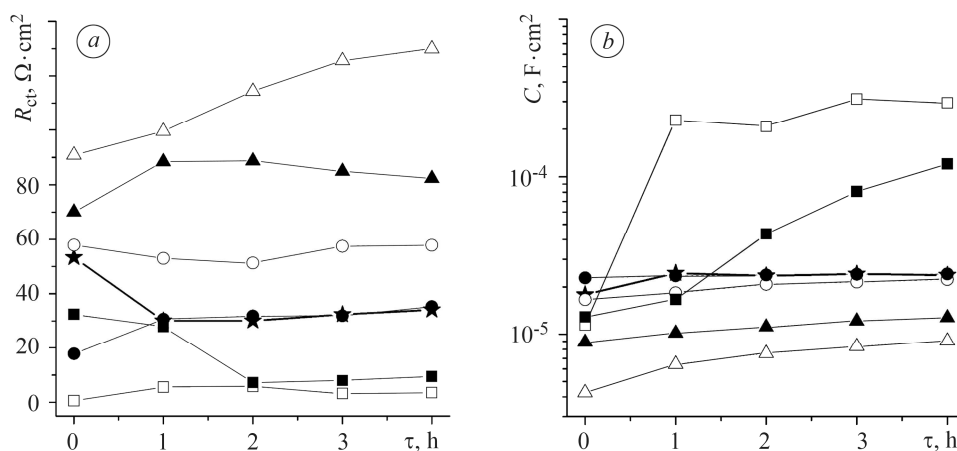 a
R_ct, Ω·cm²
80
60
40
20
0
0 1 2 3 τ, h
b
C, F·cm²
10⁻⁴
10⁻⁵
0 1 2 3 τ, h